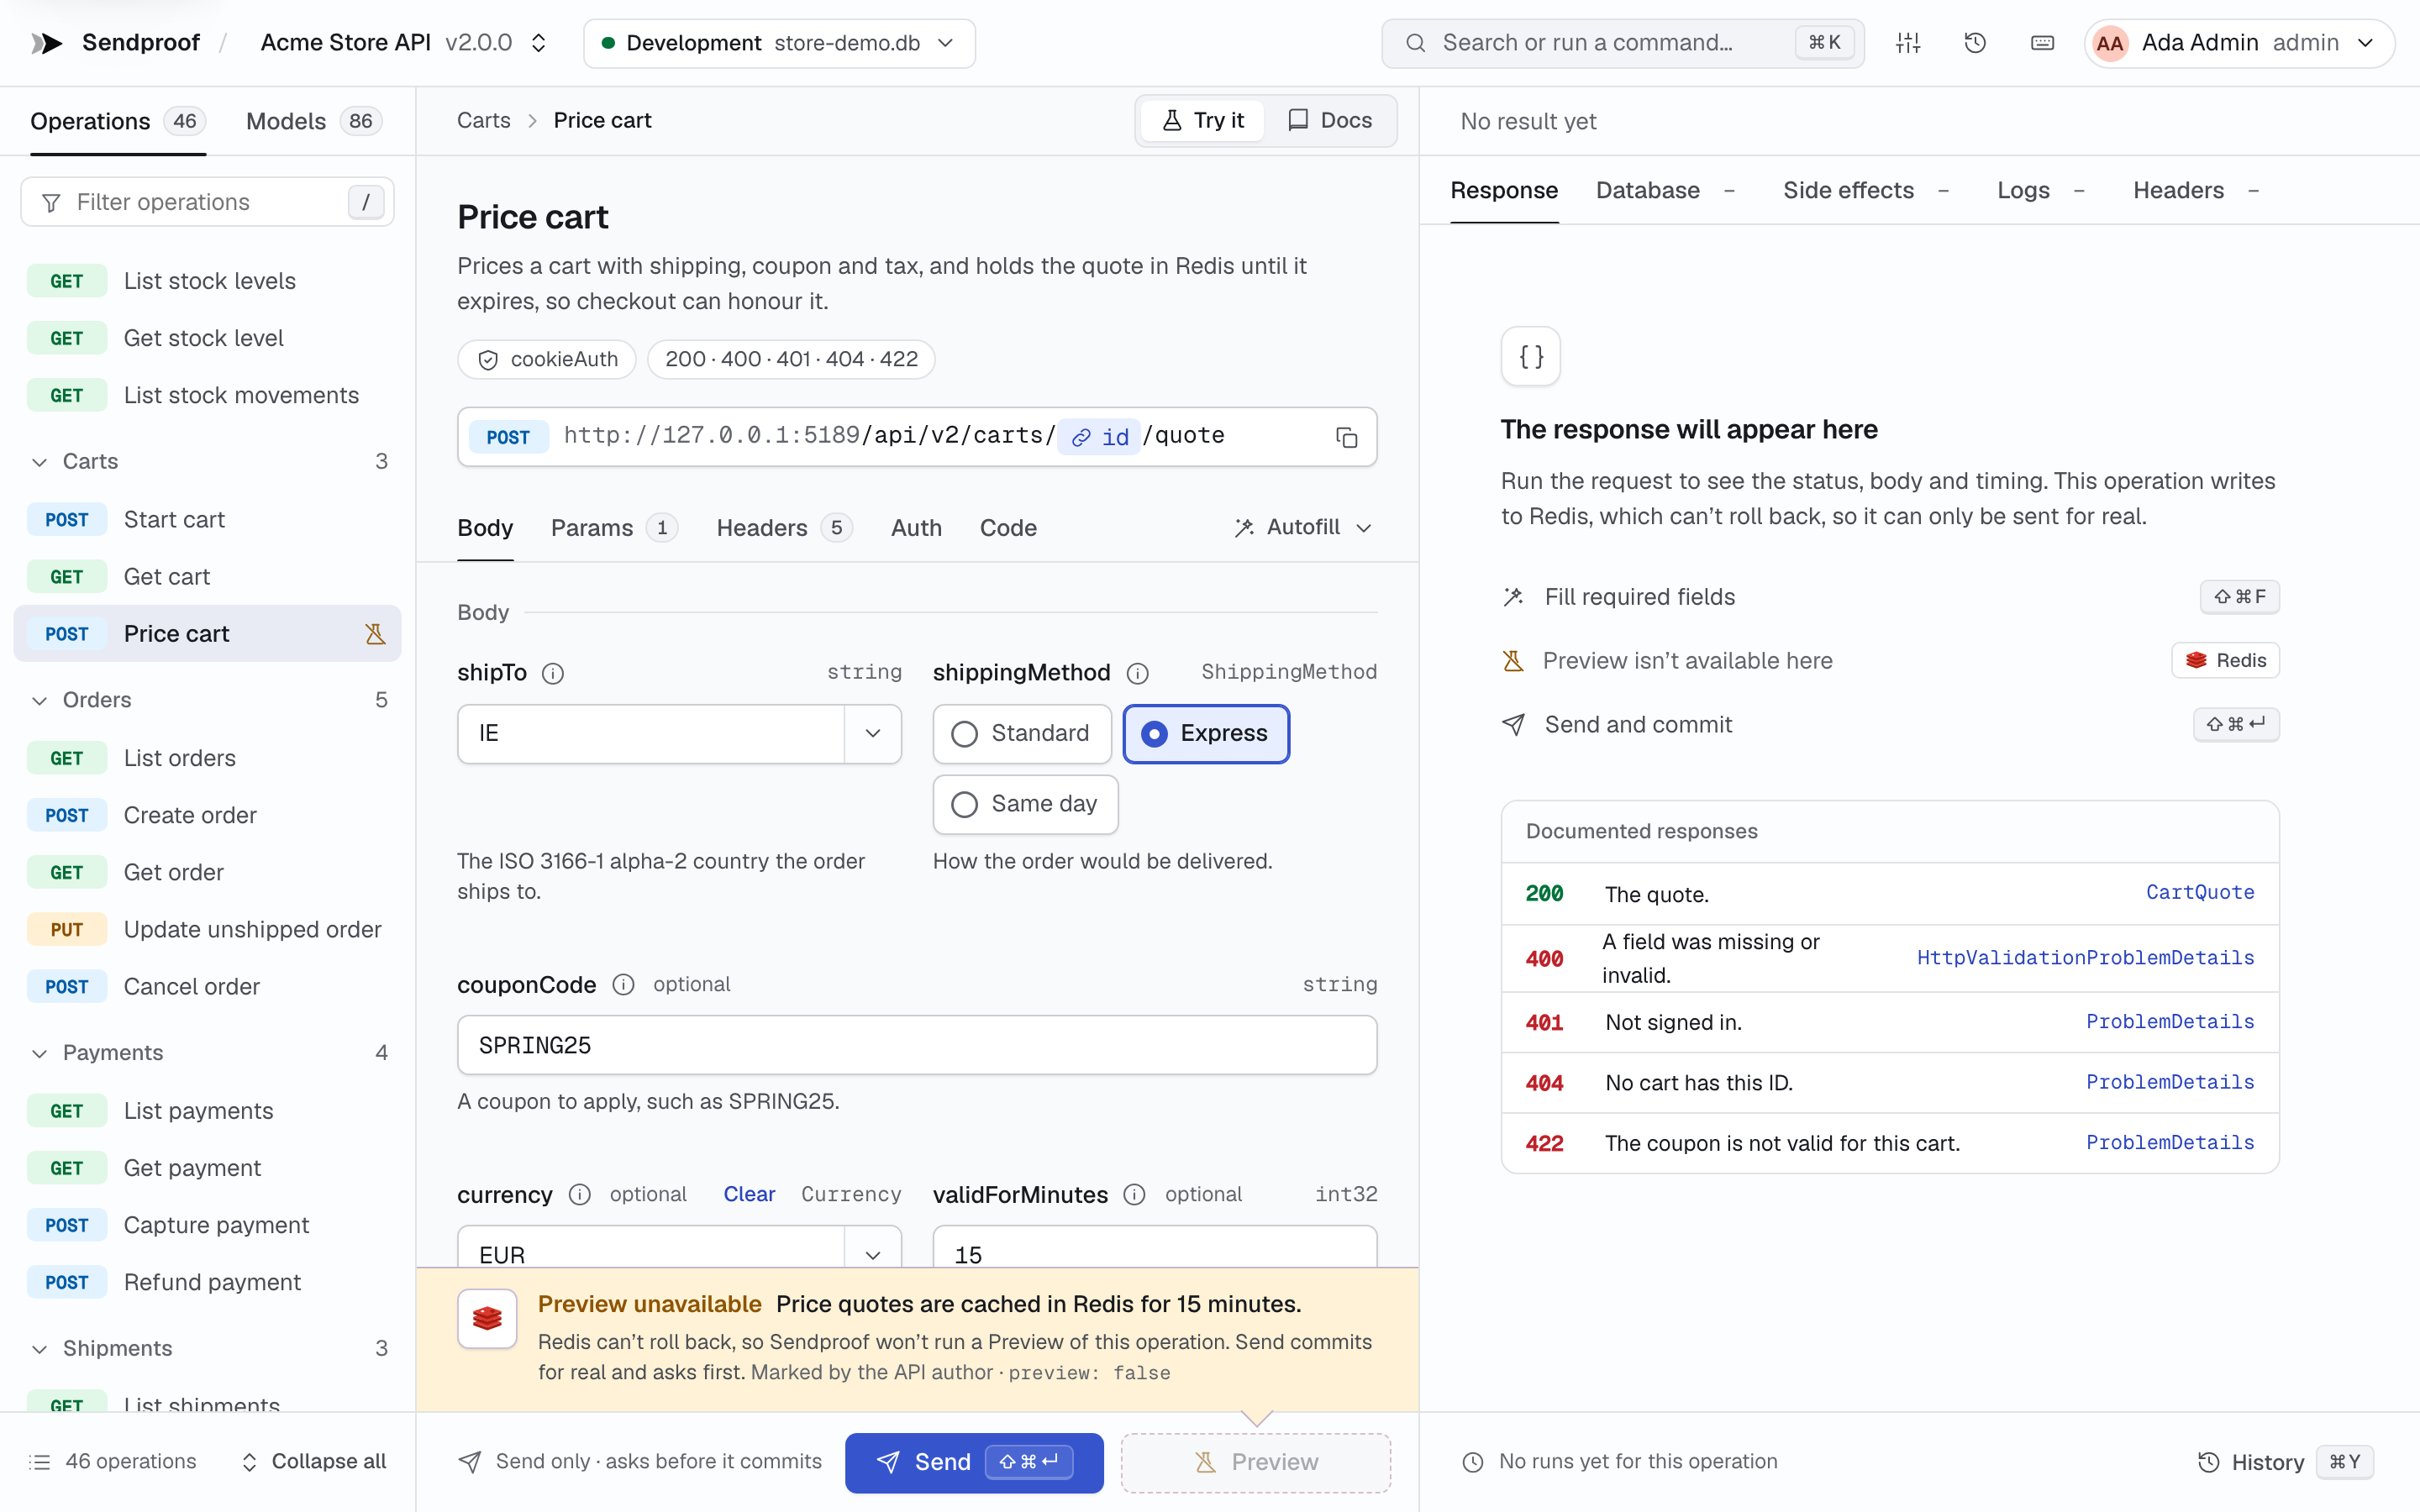 Sendproof / Acme Store API v2.0.0
Development store-demo.db
Search or run a command... ⌘K
AA Ada Admin admin
Operations 46 Models 86
Filter operations /
GET List stock levels
GET Get stock level
GET List stock movements
Carts 3
POST Start cart
GET Get cart
POST Price cart
Orders 5
GET List orders
POST Create order
GET Get order
PUT Update unshipped order
POST Cancel order
Payments 4
GET List payments
GET Get payment
POST Capture payment
POST Refund payment
Shipments 3
GET List shipments
46 operations Collapse all
Carts > Price cart
Try it Docs
Price cart
Prices a cart with shipping, coupon and tax, and holds the quote in Redis until it
expires, so checkout can honour it.
cookieAuth 200 · 400 · 401 · 404 · 422
POST http://127.0.0.1:5189/api/v2/carts/id/quote
Body Params 1 Headers 5 Auth Code Autofill
Body
shipTo string
IE
The ISO 3166-1 alpha-2 country the order
ships to.
shippingMethod ShippingMethod
Standard Express
Same day
How the order would be delivered.
couponCode optional string
SPRING25
A coupon to apply, such as SPRING25.
currency optional Clear Currency
EUR
validForMinutes optional int32
15
Preview unavailable Price quotes are cached in Redis for 15 minutes.
Redis can’t roll back, so Sendproof won’t run a Preview of this operation. Send commits
for real and asks first. Marked by the API author · preview: false
Send only · asks before it commits Send ⇧⌘↵ Preview
No result yet
Response Database – Side effects – Logs – Headers –
{ }
The response will appear here
Run the request to see the status, body and timing. This operation writes
to Redis, which can’t roll back, so it can only be sent for real.
Fill required fields ⇧⌘F
Preview isn’t available here Redis
Send and commit ⇧⌘↵
Documented responses
200 The quote. CartQuote
400 A field was missing or
invalid. HttpValidationProblemDetails
401 Not signed in. ProblemDetails
404 No cart has this ID. ProblemDetails
422 The coupon is not valid for this cart. ProblemDetails
No runs yet for this operation History ⌘Y